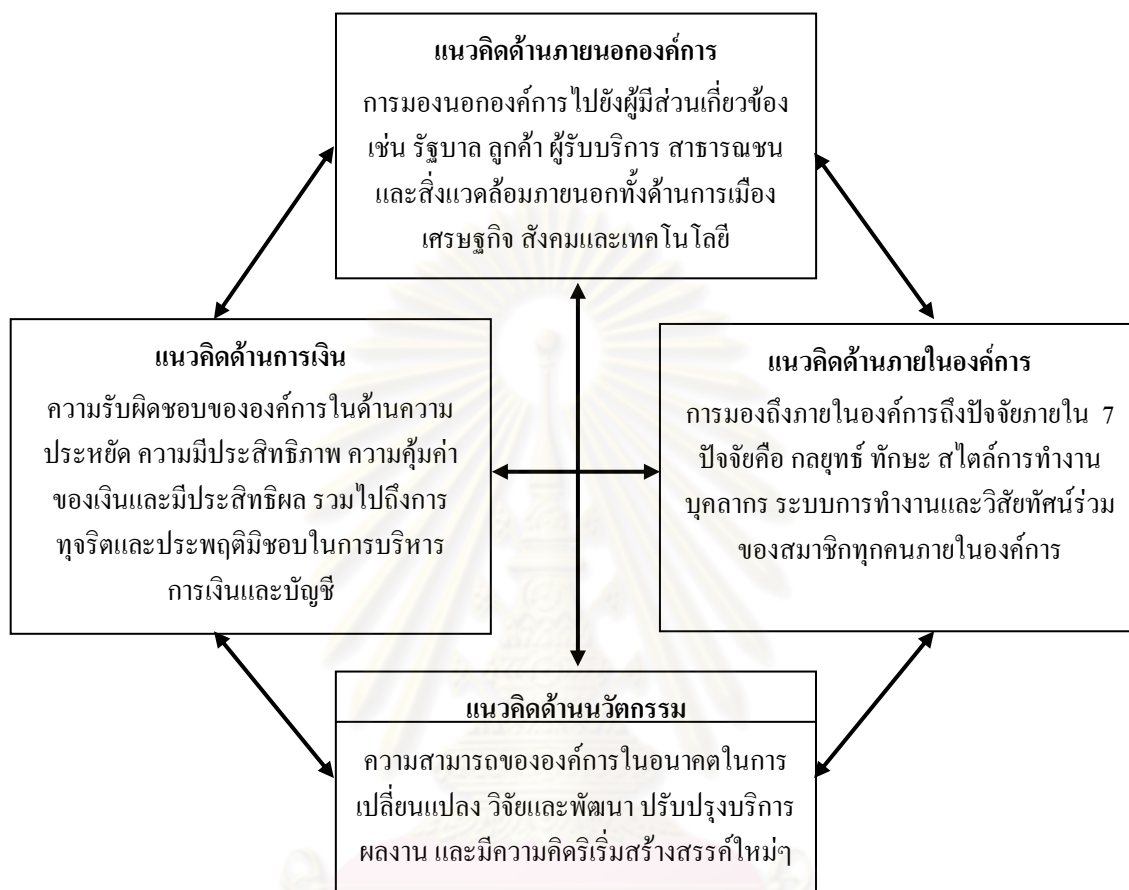 แนวคิดด้านภายนอกองค์การ
การมองนอกองค์การไปยังผู้มีส่วนเกี่ยวข้อง
เช่น รัฐบาล ลูกค้า ผู้รับบริการ สาธารณชน
และสิ่งแวดล้อมภายนอกทั้งด้านการเมือง
เศรษฐกิจ สังคมและเทคโนโลยี
แนวคิดด้านการเงิน
ความรับผิดชอบขององค์การในด้านความ
ประหยัด ความมีประสิทธิภาพ ความคุ้มค่า
ของเงินและมีประสิทธิผล รวมไปถึงการ
ทุจริตและประพฤติมิชอบในการบริหาร
การเงินและบัญชี
แนวคิดด้านภายในองค์การ
การมองถึงภายในองค์การถึงปัจจัยภายใน 7
ปัจจัยคือ กลยุทธ์ ทักษะ สไตล์การทำงาน
บุคลากร ระบบการทำงานและวิสัยทัศน์ร่วม
ของสมาชิกทุกคนภายในองค์การ
แนวคิดด้านนวัตกรรม
ความสามารถขององค์การในอนาคตในการ
เปลี่ยนแปลง วิจัยและพัฒนา ปรับปรุงบริการ
ผลงาน และมีความคิดริเริ่มสร้างสรรค์ใหม่ๆ